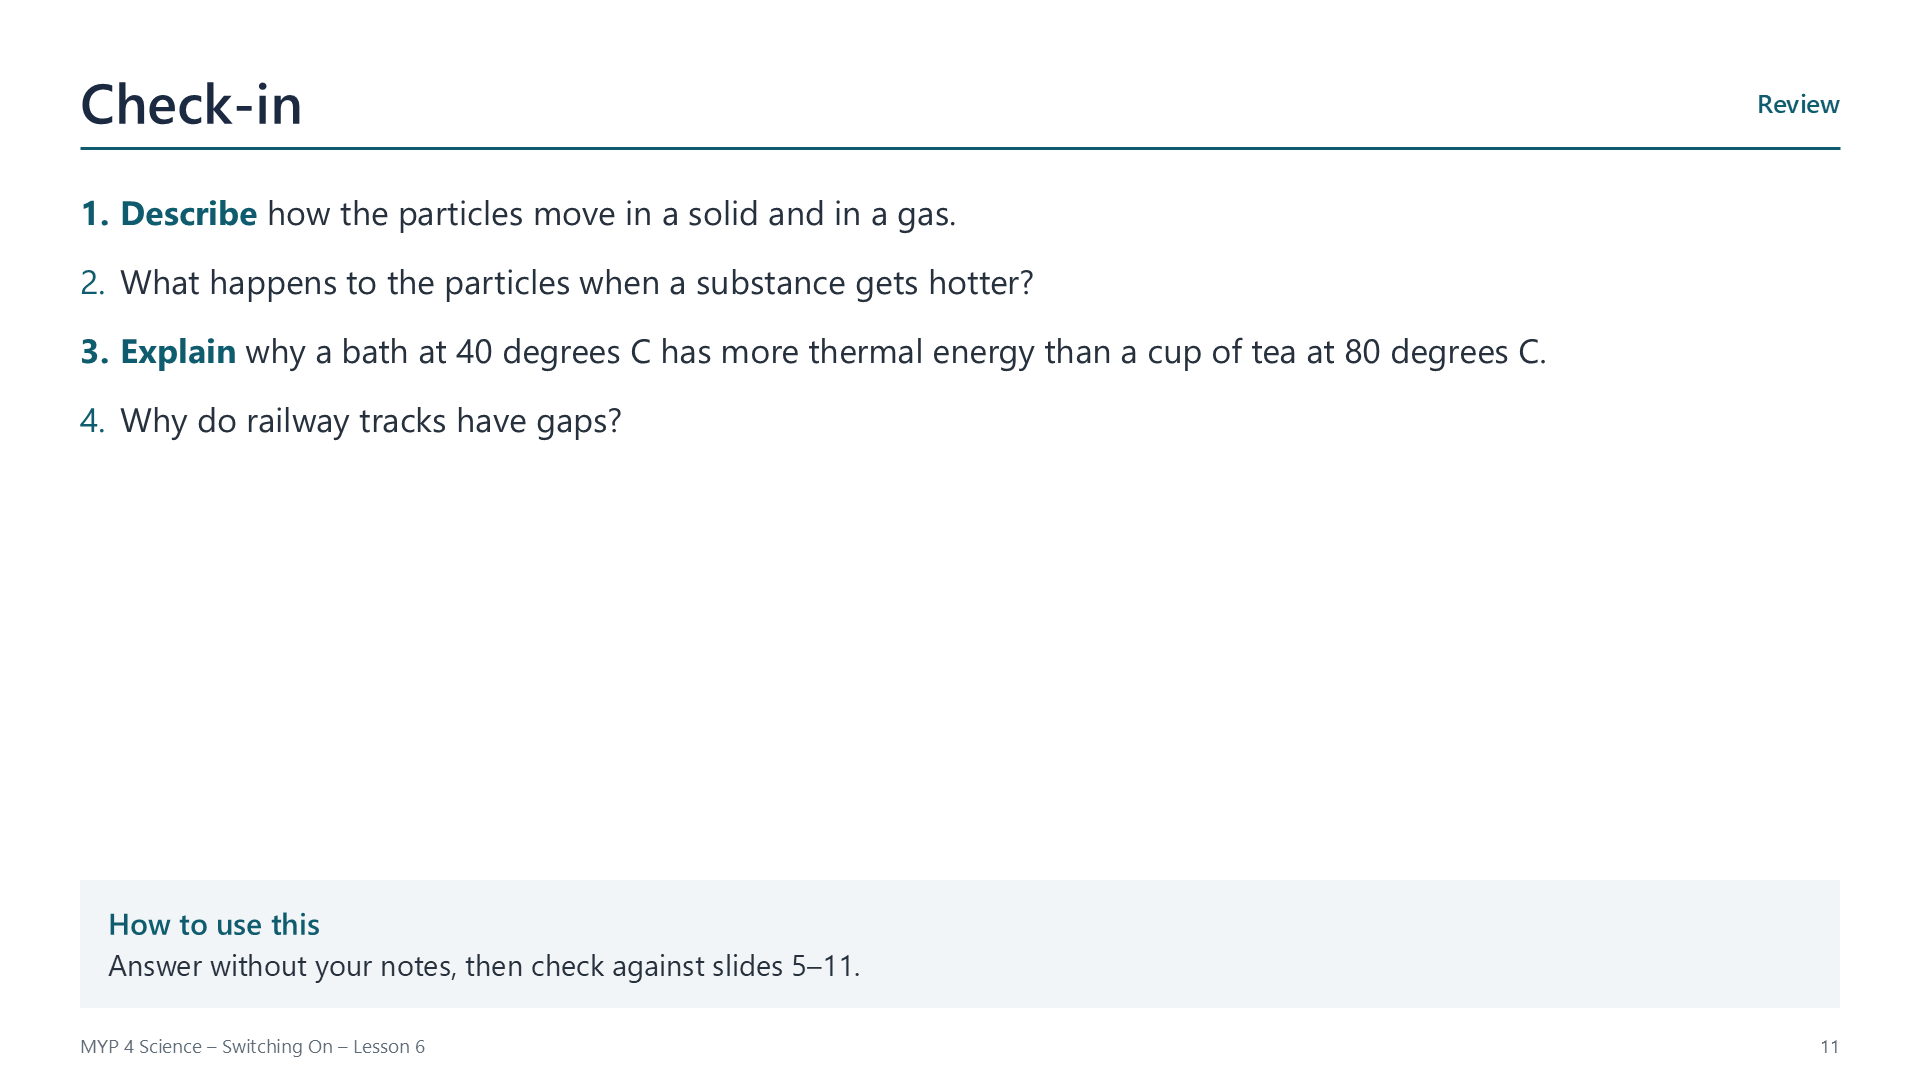 Check-in
Review
1. Describe how the particles move in a solid and in a gas.
2. What happens to the particles when a substance gets hotter?
3. Explain why a bath at 40 degrees C has more thermal energy than a cup of tea at 80 degrees C.
4. Why do railway tracks have gaps?
How to use this
Answer without your notes, then check against slides 5–11.
MYP 4 Science – Switching On – Lesson 6
11